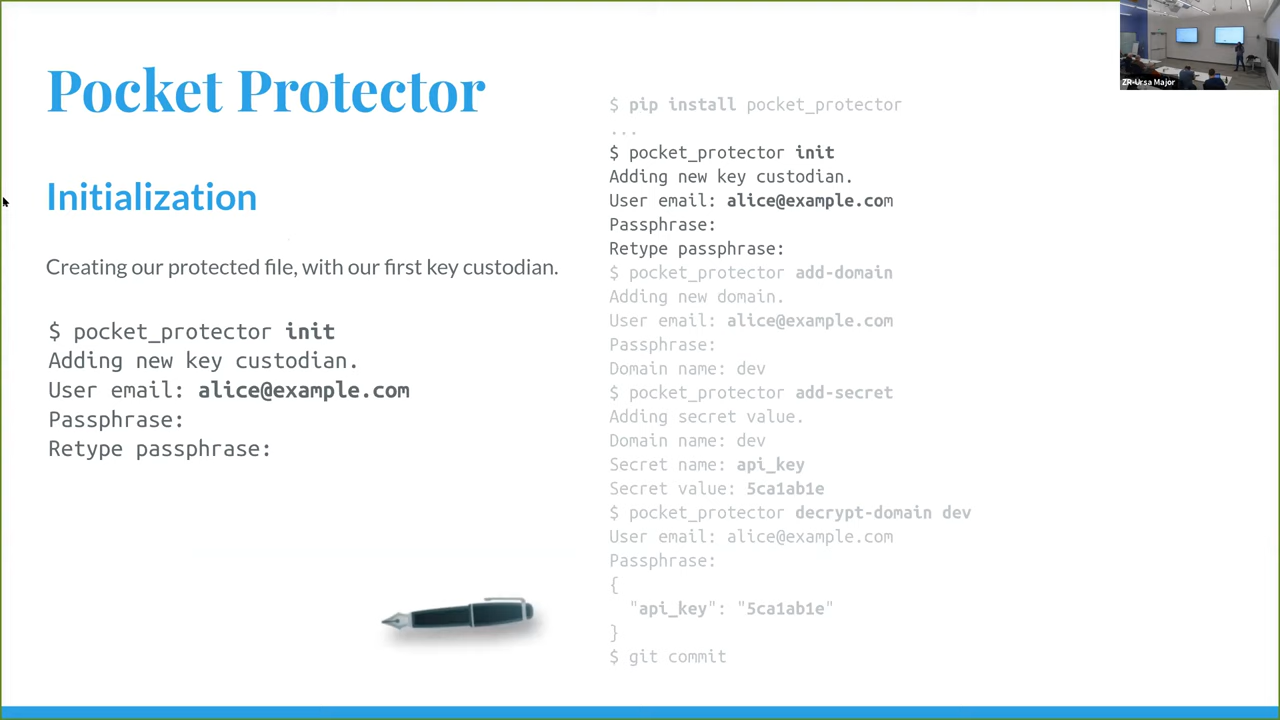 Pocket Protector
Initialization
Creating our protected file, with our first key custodian.
$ pocket_protector init
Adding new key custodian.
User email: alice@example.com
Passphrase:
Retype passphrase:
$ pip install pocket_protector
...
$ pocket_protector init
Adding new key custodian.
User email: alice@example.com
Passphrase:
Retype passphrase:
$ pocket_protector add-domain
Adding new domain.
User email: alice@example.com
Passphrase:
Domain name: dev
$ pocket_protector add-secret
Adding secret value.
Domain name: dev
Secret name: api_key
Secret value: 5ca1ab1e
$ pocket_protector decrypt-domain dev
User email: alice@example.com
Passphrase:
{
"api_key": "5ca1ab1e"
}
$ git commit
ZR-Ursa Major